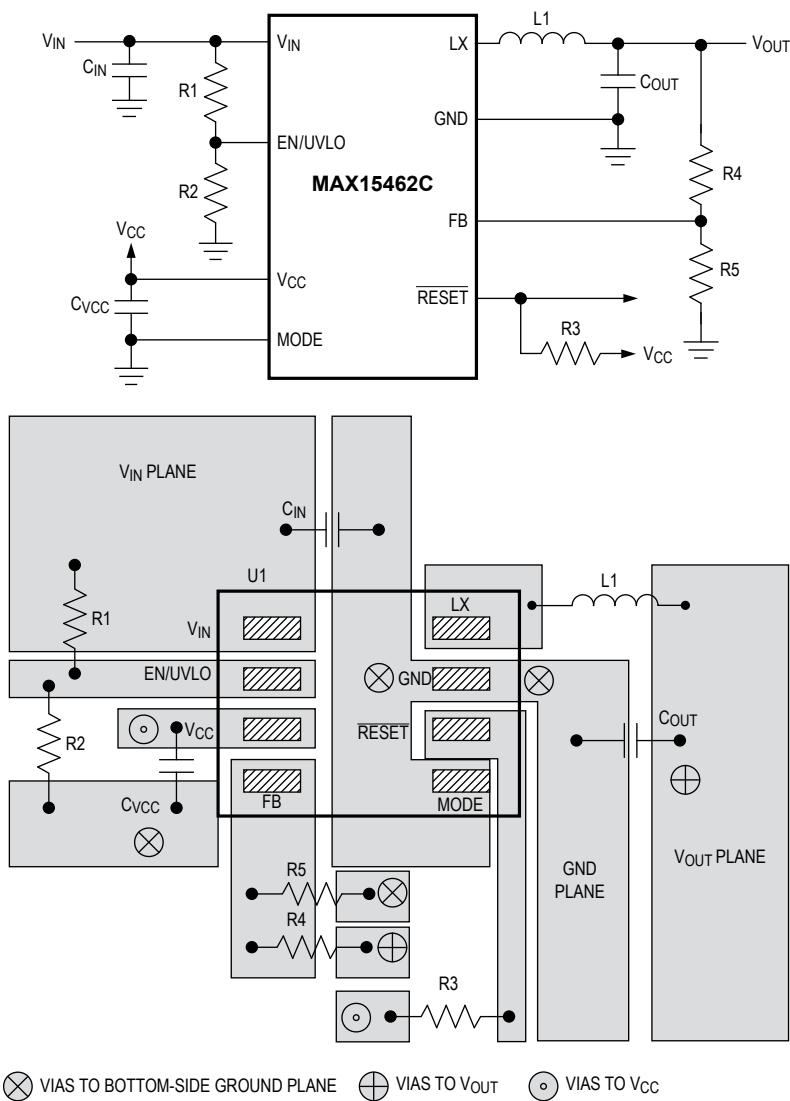 L1
VIN
VIN
LX
VOUT
CIN
COUT
R1
GND
EN/UVLO
MAX15462C
R4
R2
FB
VCC
R5
VCC
RESET
CVCC
R3
MODE
VCC
VIN PLANE
CIN
U1
L1
LX
R1
VIN
EN/UVLO
GND
COUT
R2
VCC
RESET
CVCC
FB
MODE
GND
PLANE
VOUT PLANE
R5
R4
R3
VIAS TO BOTTOM-SIDE GROUND PLANE
VIAS TO VOUT
VIAS TO VCC